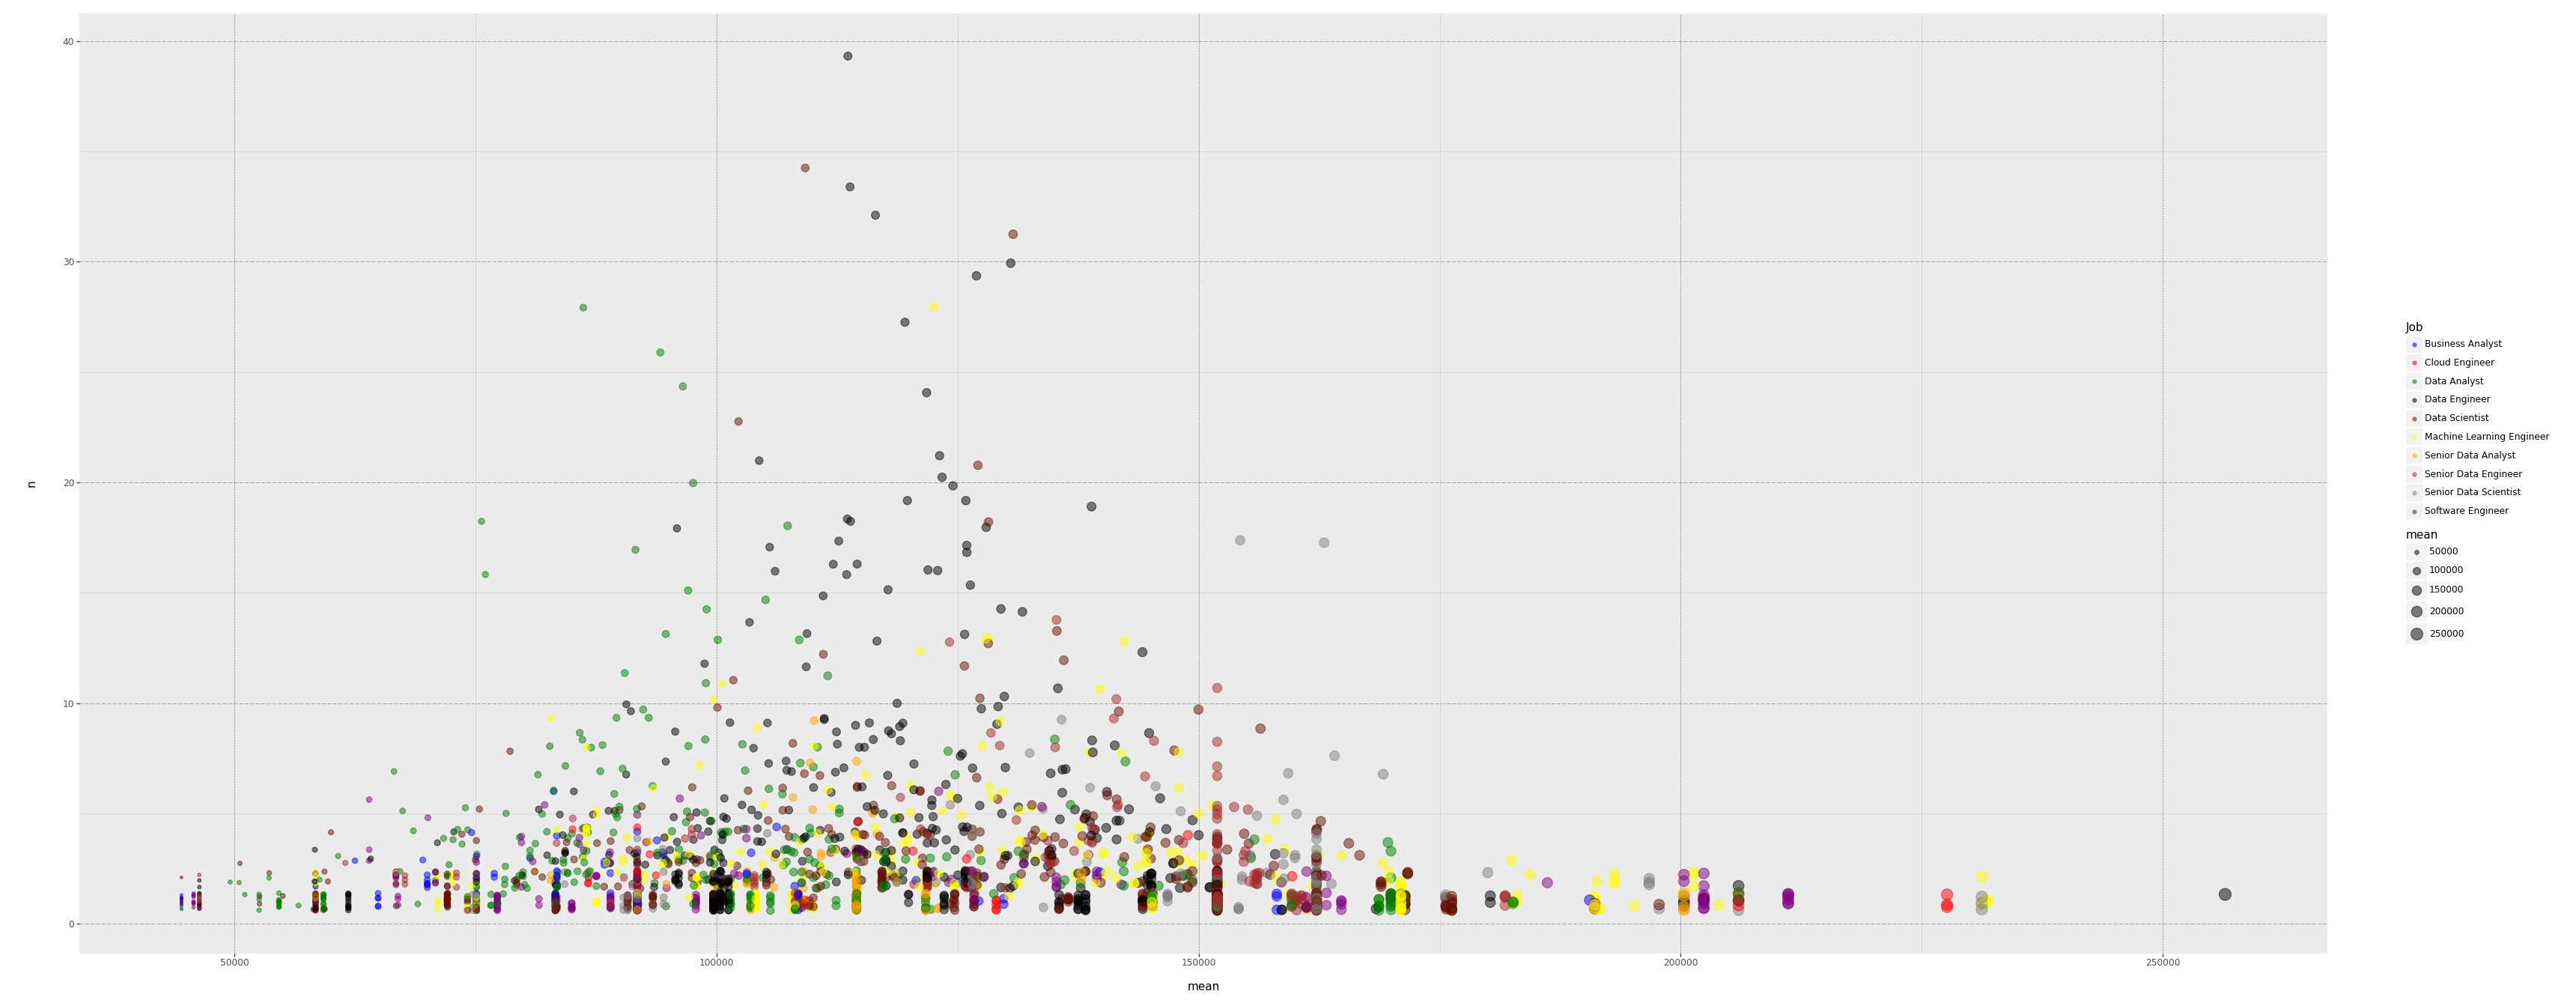 40
30
20
10
0
n
50000
100000
150000
200000
250000
mean
Job
Business Analyst
Cloud Engineer
Data Analyst
Data Engineer
Data Scientist
Machine Learning Engineer
Senior Data Analyst
Senior Data Engineer
Senior Data Scientist
Software Engineer
mean
50000
100000
150000
200000
250000